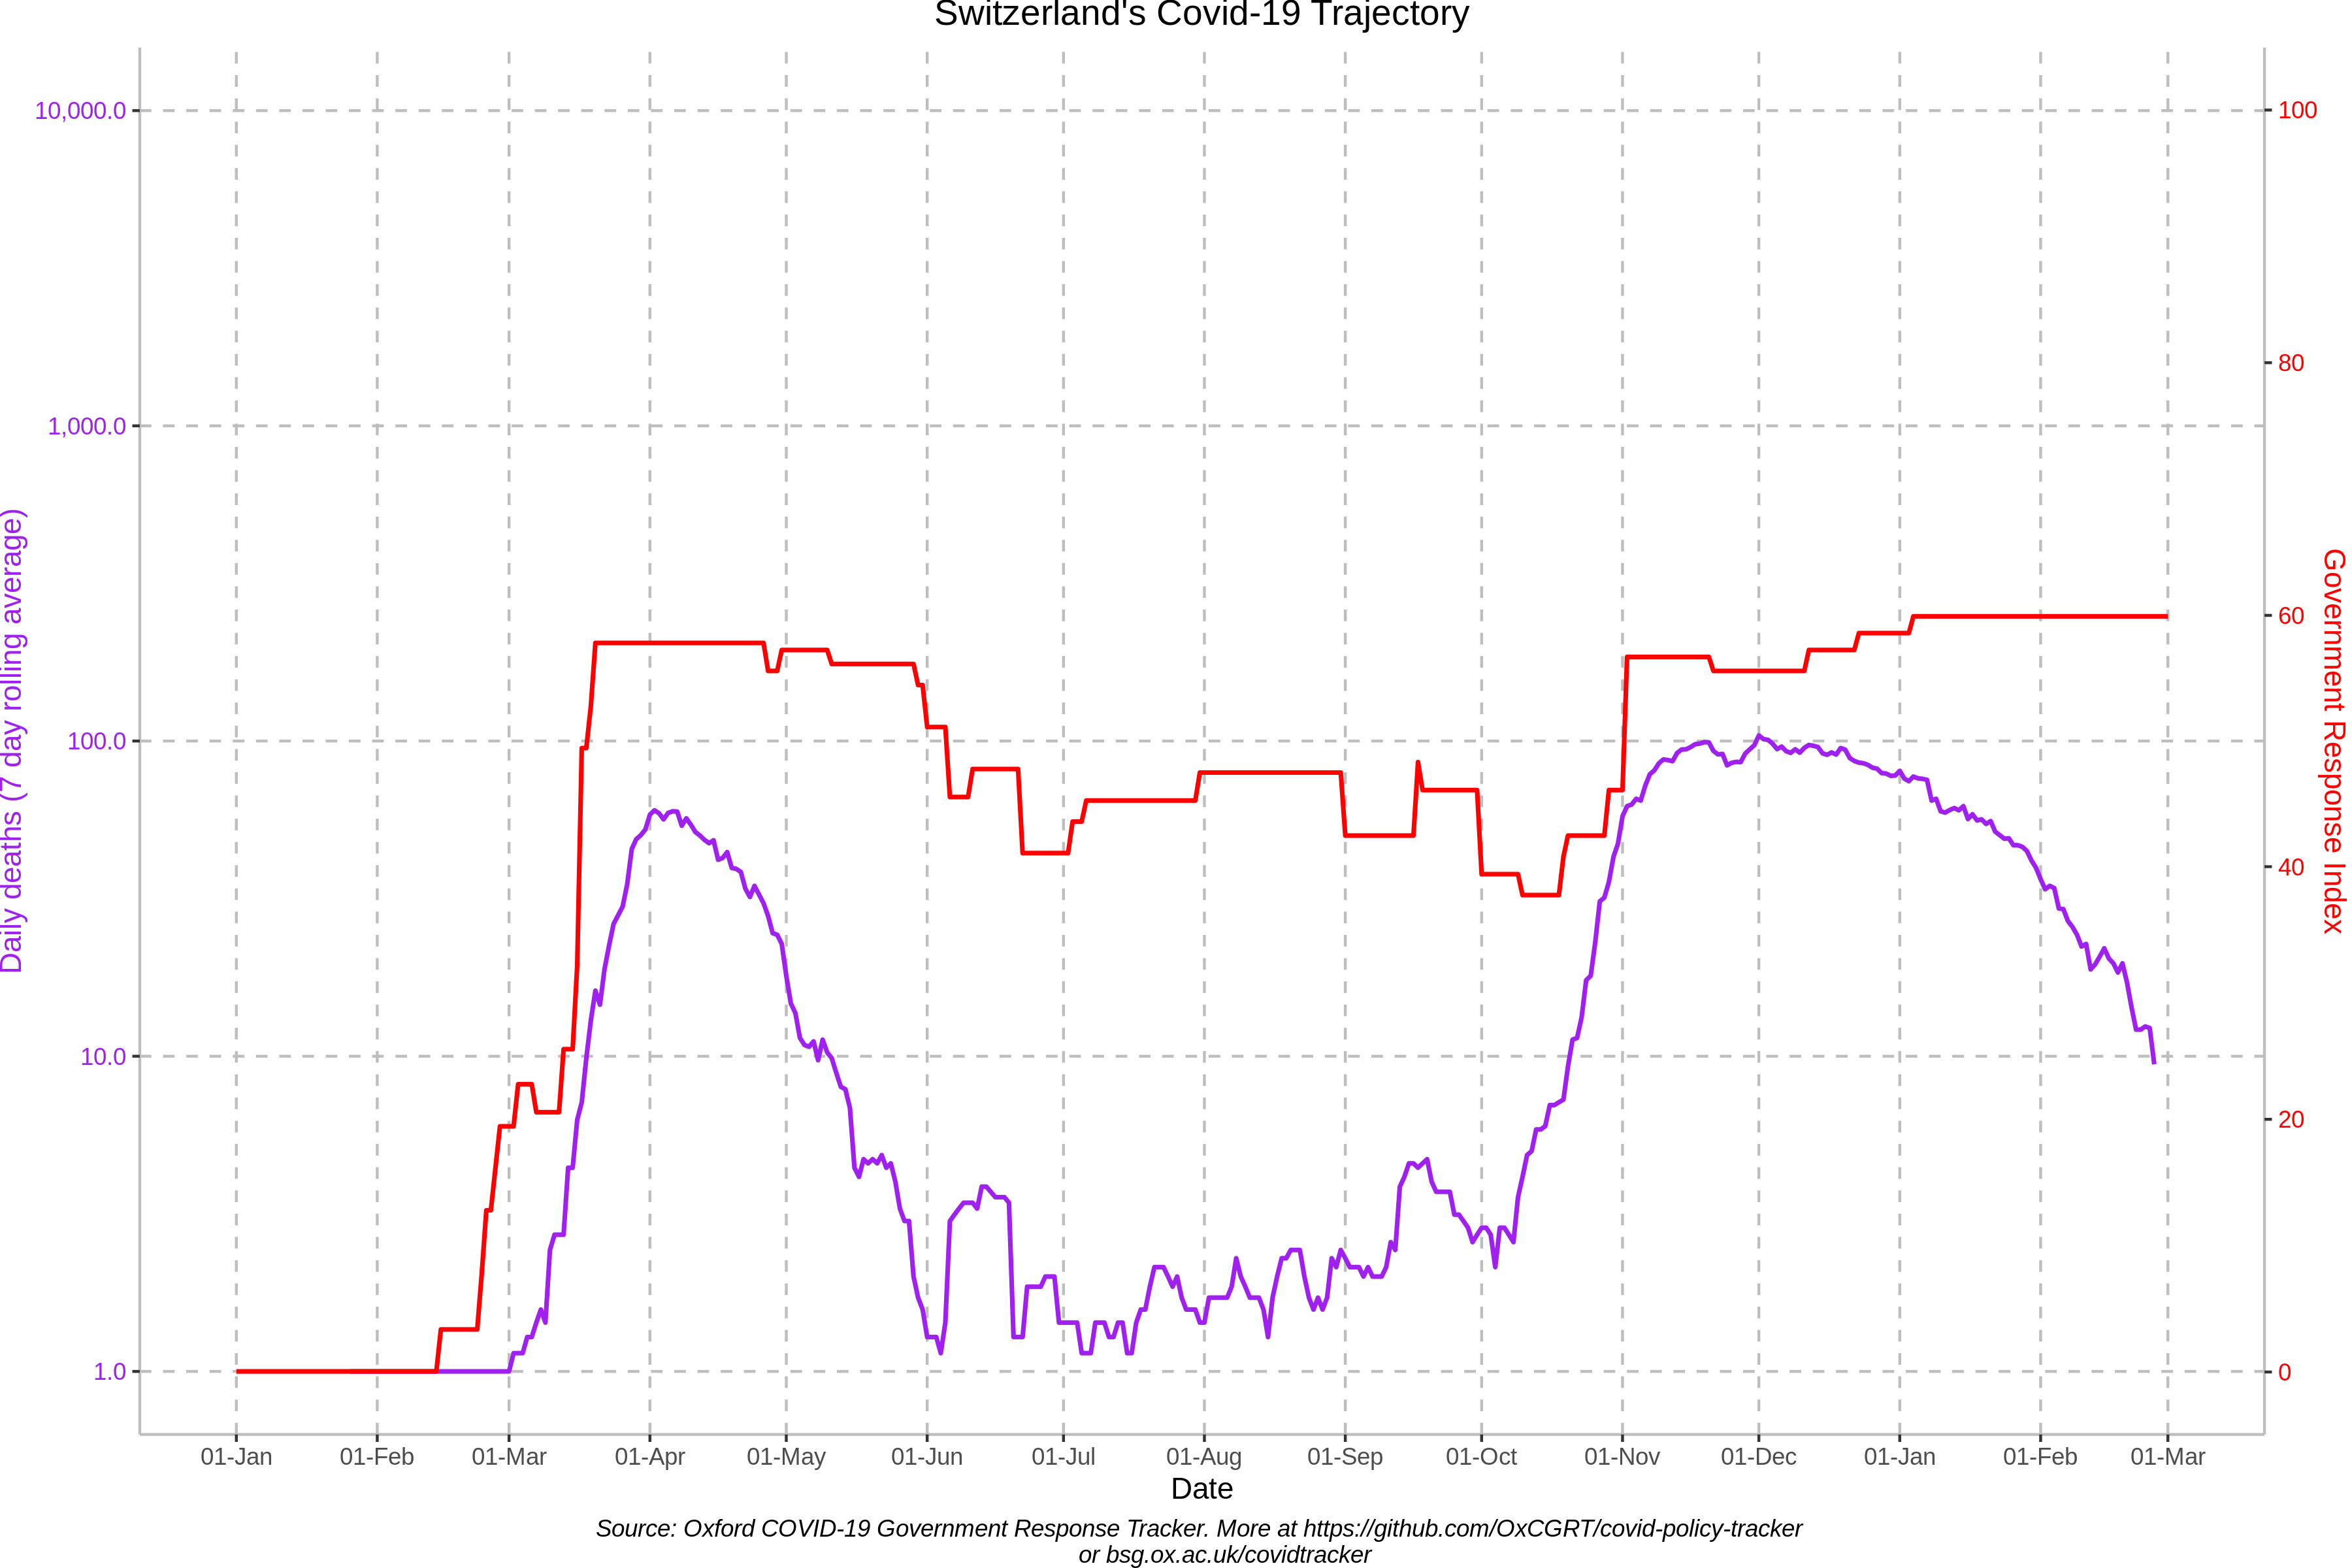 Switzerland's Covid-19 Trajectory
10,000.0
1,000.0
100.0
10.0
1.0
Daily deaths (7 day rolling average)
100
80
60
40
20
0
Government Response Index
01-Jan 01-Feb 01-Mar 01-Apr 01-May 01-Jun 01-Jul 01-Aug 01-Sep 01-Oct 01-Nov 01-Dec 01-Jan 01-Feb 01-Mar
Date
Source: Oxford COVID-19 Government Response Tracker. More at https://github.com/OxCGRT/covid-policy-tracker
or bsg.ox.ac.uk/covidtracker